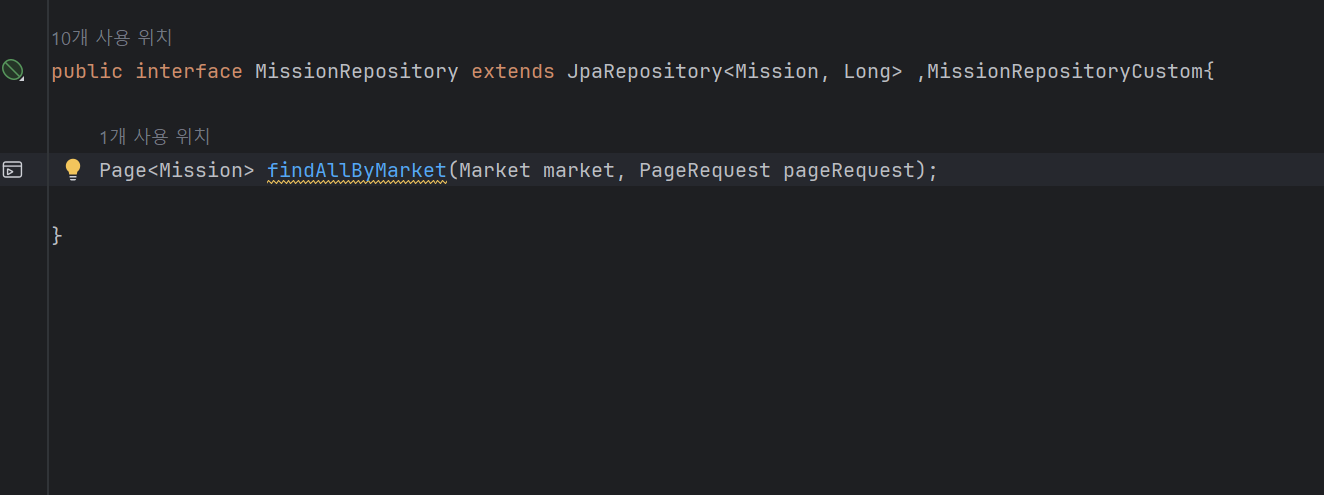 10개 사용 위치
public interface MissionRepository extends JpaRepository<Mission, Long> ,MissionRepositoryCustom{
1개 사용 위치
Page<Mission> findAllByMarket(Market market, PageRequest pageRequest);
}